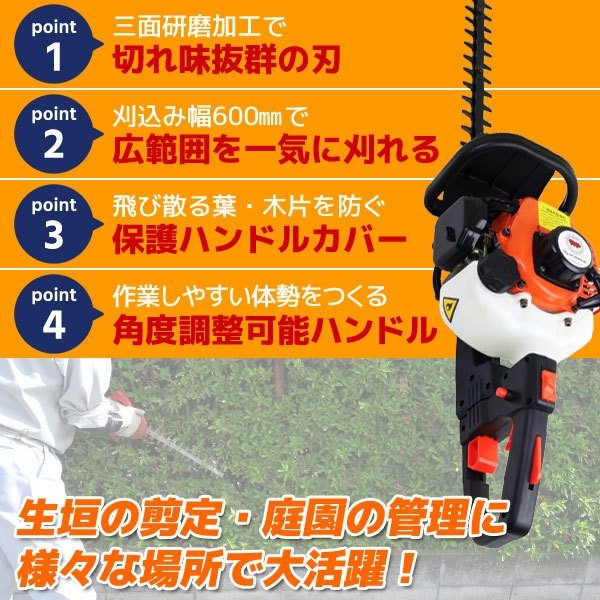 point
1
三面研磨加工で
切れ味抜群の刃
point
2
刈込み幅600㎜で
広範囲を一気に刈れる
point
3
飛び散る葉・木片を防ぐ
保護ハンドルカバー
point
4
作業しやすい体勢をつくる
角度調整可能ハンドル
生垣の剪定・庭園の管理に
様々な場所で大活躍！